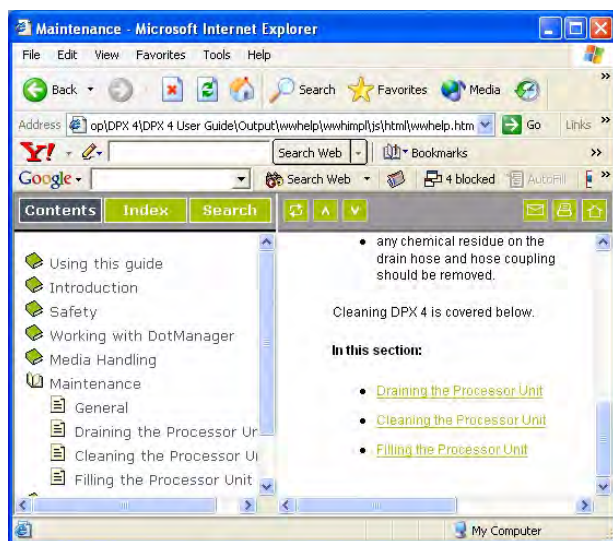 Maintenance - Microsoft Internet Explorer
File Edit View Favorites Tools Help
Back Search Favorites Media
Address op\DPX 4\DPX 4 User Guide\Output\wwhelp\wwhimpl\js\html\wwhelp.htm Go Links
Y! Search Web Bookmarks
Google Search Web 4 blocked AutoFill
Contents Index Search
Using this guide
Introduction
Safety
Working with DotManager
Media Handling
Maintenance
General
Draining the Processor Ur
Cleaning the Processor Ui
Filling the Processor Unit
any chemical residue on the
drain hose and hose coupling
should be removed.
Cleaning DPX 4 is covered below.
In this section:
Draining the Processor Unit
Cleaning the Processor Unit
Filling the Processor Unit
My Computer